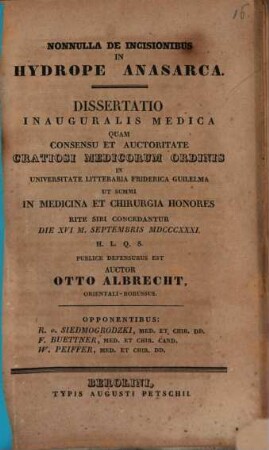 16.
NONNULLA DE INCISIONIBUS
IN
HYDROPE ANASARCA.
DISSERTATIO
INAUGURALIS MEDICA
QUAM
CONSENSU ET AUCTORITATE
GRATIOSI MEDICORUM ORDINIS
IN
UNIVERSITATE LITTERARIA FRIDERICA GUILELMA
UT SUMMI
IN MEDICINA ET CHIRURGIA HONORES
RITE SIBI CONCEDANTUR
DIE XVI M. SEPTEMBRIS MDCCCXXXI.
H. L. Q. S.
PUBLICE DEFENSURUS EST
AUCTOR
OTTO ALBRECHT,
ORIENTALI-BORUSSUS.
OPPONENTIBUS:
R. v. SIEDMOGRODZKI, MED. ET. CHIR. DD.
F. BUETTNER, MED. ET CHIR. CAND.
W. PEIFFER, MED. ET CHIR. DD.
BEROLINI,
TYPIS AUGUSTI PETSCHII.